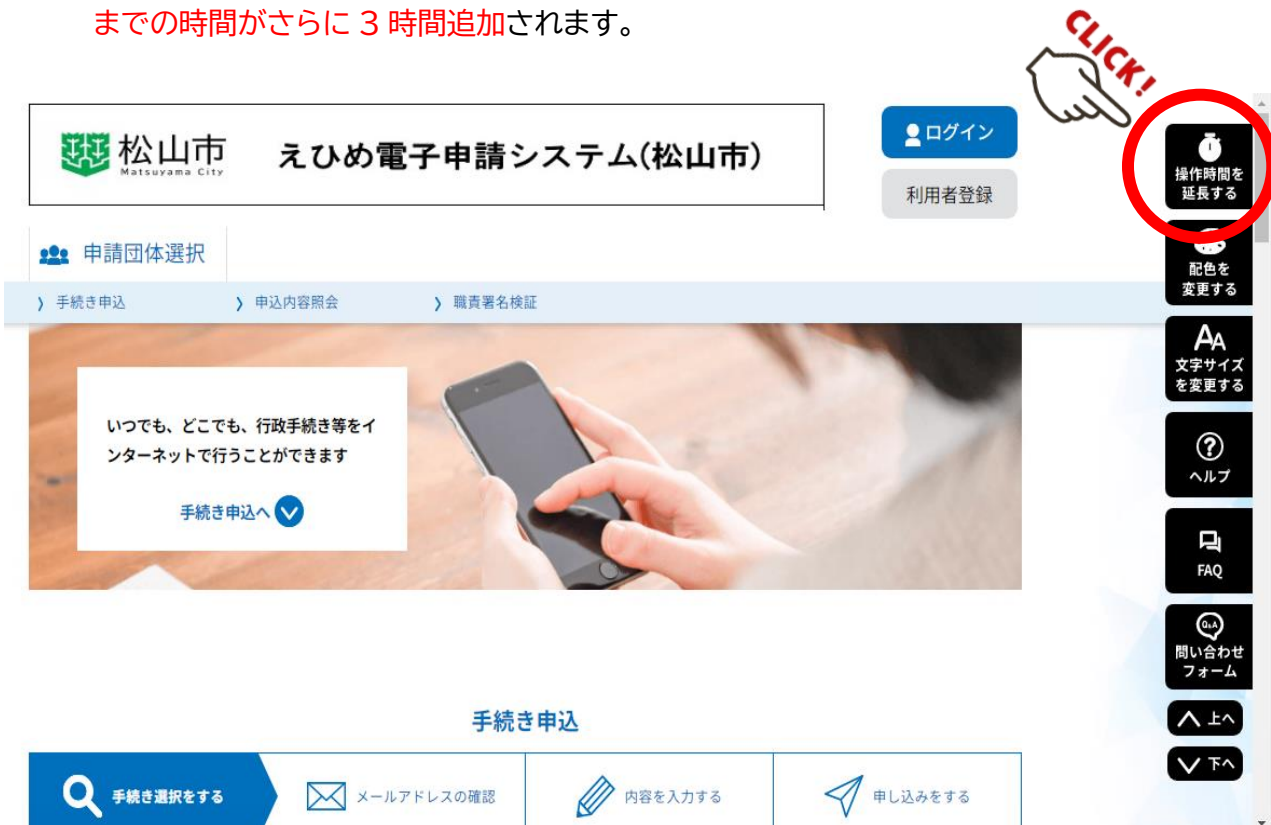 までの時間がさらに3時間追加されます。
CLICK!
松山市
Matsuyama City
えひめ電子申請システム(松山市)
ログイン
利用者登録
申請団体選択
手続き申込
申込内容照会
職責署名検証
いつでも、どこでも、行政手続き等をイ
ンターネットで行うことができます
手続き申込へ
操作時間を
延長する
配色を
変更する
AA
文字サイズ
を変更する
?
ヘルプ
FAQ
Q&A
問い合わせ
フォーム
上へ
下へ
手続き申込
手続き選択をする
メールアドレスの確認
内容を入力する
申し込みをする